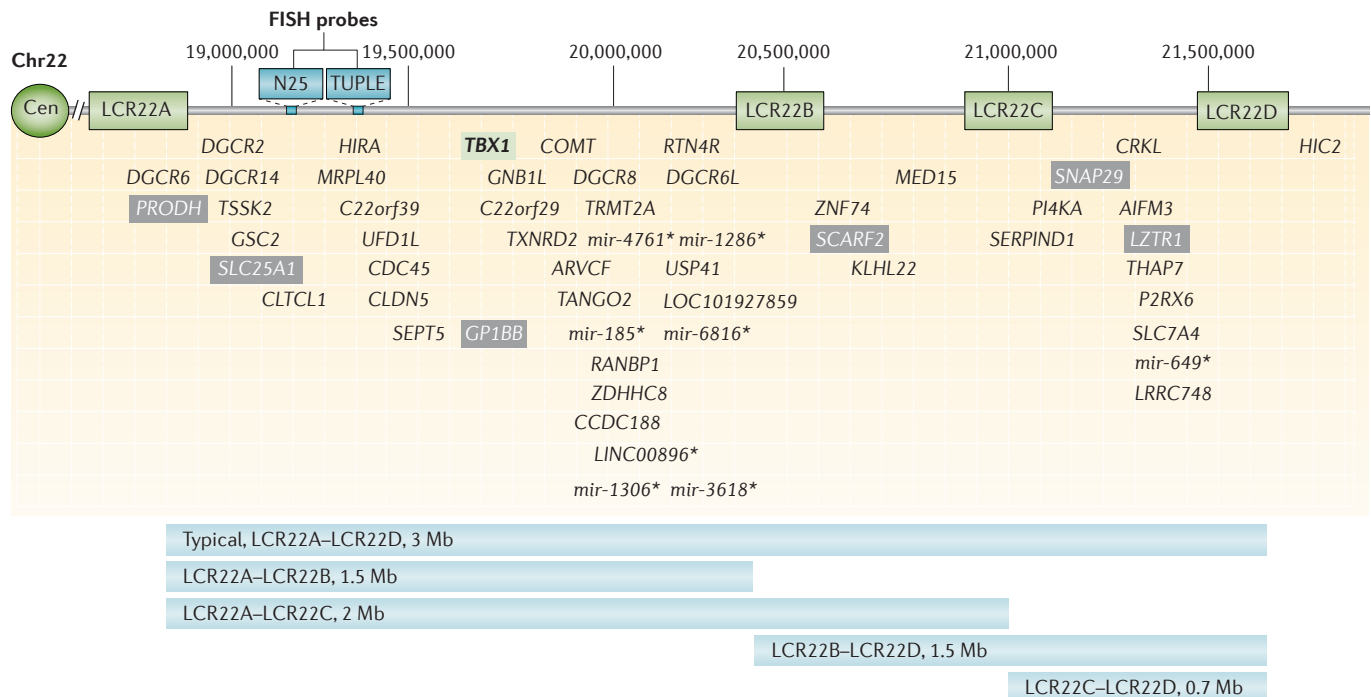 FISH probes
Chr22
19,000,000 19,500,000 20,000,000 20,500,000 21,000,000 21,500,000
N25 TUPLE
Cen // LCR22A LCR22B LCR22C LCR22D
DGCR2 HIRA TBX1 COMT RTN4R CRKL HIC2
DGCR6 DGCR14 MRPL40 GNB1L DGCR8 DGCR6L MED15 SNAP29
PRODH TSSK2 C22orf39 C22orf29 TRMT2A ZNF74 PI4KA AIFM3
GSC2 UFD1L TXNRD2 mir-4761* mir-1286* SCARF2 SERPIND1 LZTR1
SLC25A1 CDC45 ARVCF USP41 KLHL22 THAP7
CLTCL1 CLDN5 TANGO2 LOC101927859 P2RX6
SEPT5 GP1BB mir-185* mir-6816* SLC7A4
RANBP1 mir-649*
ZDHHC8 LRRC748
CCDC188
LINC00896*
mir-1306* mir-3618*
Typical, LCR22A–LCR22D, 3 Mb
LCR22A–LCR22B, 1.5 Mb
LCR22A–LCR22C, 2 Mb
LCR22B–LCR22D, 1.5 Mb
LCR22C–LCR22D, 0.7 Mb